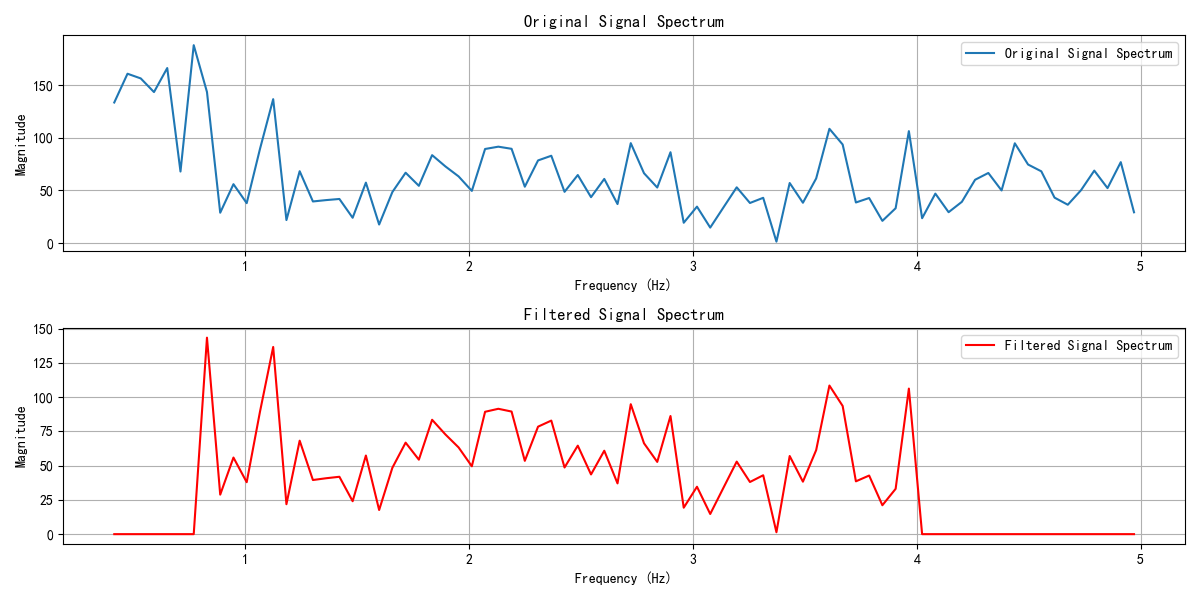 Original Signal Spectrum
Original Signal Spectrum
Magnitude
150
100
50
0
1 2 3 4 5
Frequency (Hz)
Filtered Signal Spectrum
Filtered Signal Spectrum
Magnitude
150
125
100
75
50
25
0
1 2 3 4 5
Frequency (Hz)